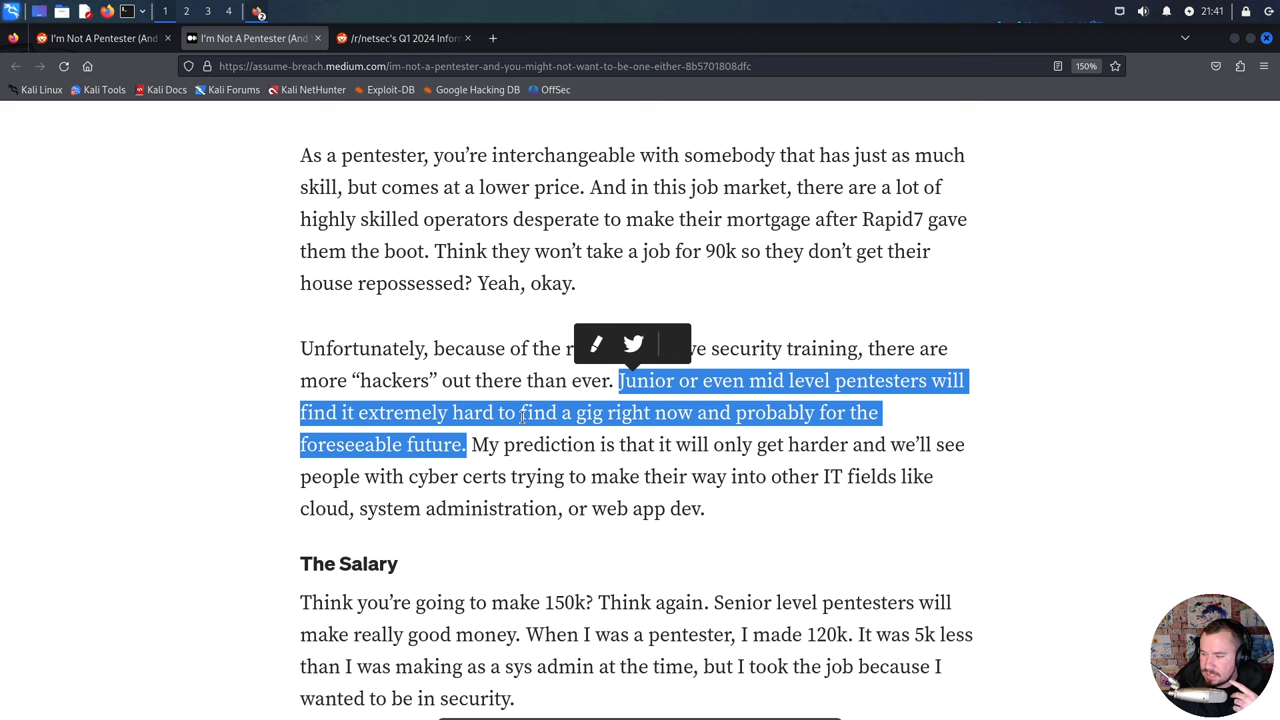 1 2 3 4 2 21:41
I'm Not A Pentester (And
I'm Not A Pentester (And
/r/netsec's Q1 2024 Infor
https://assume-breach.medium.com/im-not-a-pentester-and-you-might-not-want-to-be-one-either-8b5701808dfc 150%
Kali Linux Kali Tools Kali Docs Kali Forums Kali NetHunter Exploit-DB Google Hacking DB OffSec
As a pentester, you're interchangeable with somebody that has just as much
skill, but comes at a lower price. And in this job market, there are a lot of
highly skilled operators desperate to make their mortgage after Rapid7 gave
them the boot. Think they won't take a job for 90k so they don't get their
house repossessed? Yeah, okay.
Unfortunately, because of the security training, there are
more “hackers” out there than ever. Junior or even mid level pentesters will
find it extremely hard to find a gig right now and probably for the
foreseeable future. My prediction is that it will only get harder and we'll see
people with cyber certs trying to make their way into other IT fields like
cloud, system administration, or web app dev.
The Salary
Think you're going to make 150k? Think again. Senior level pentesters will
make really good money. When I was a pentester, I made 120k. It was 5k less
than I was making as a sys admin at the time, but I took the job because I
wanted to be in security.